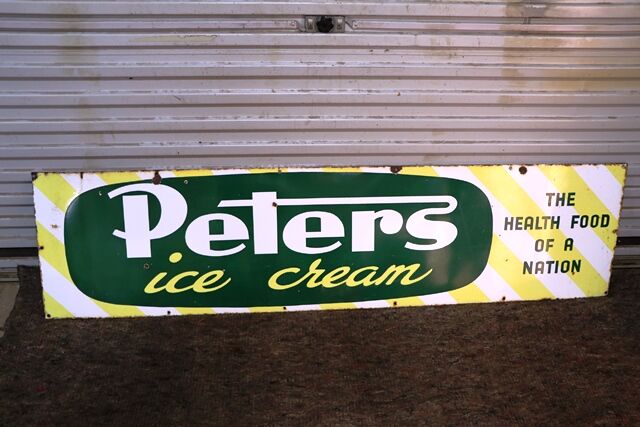 Peters
ice cream
THE
HEALTH FOOD
OF A
NATION